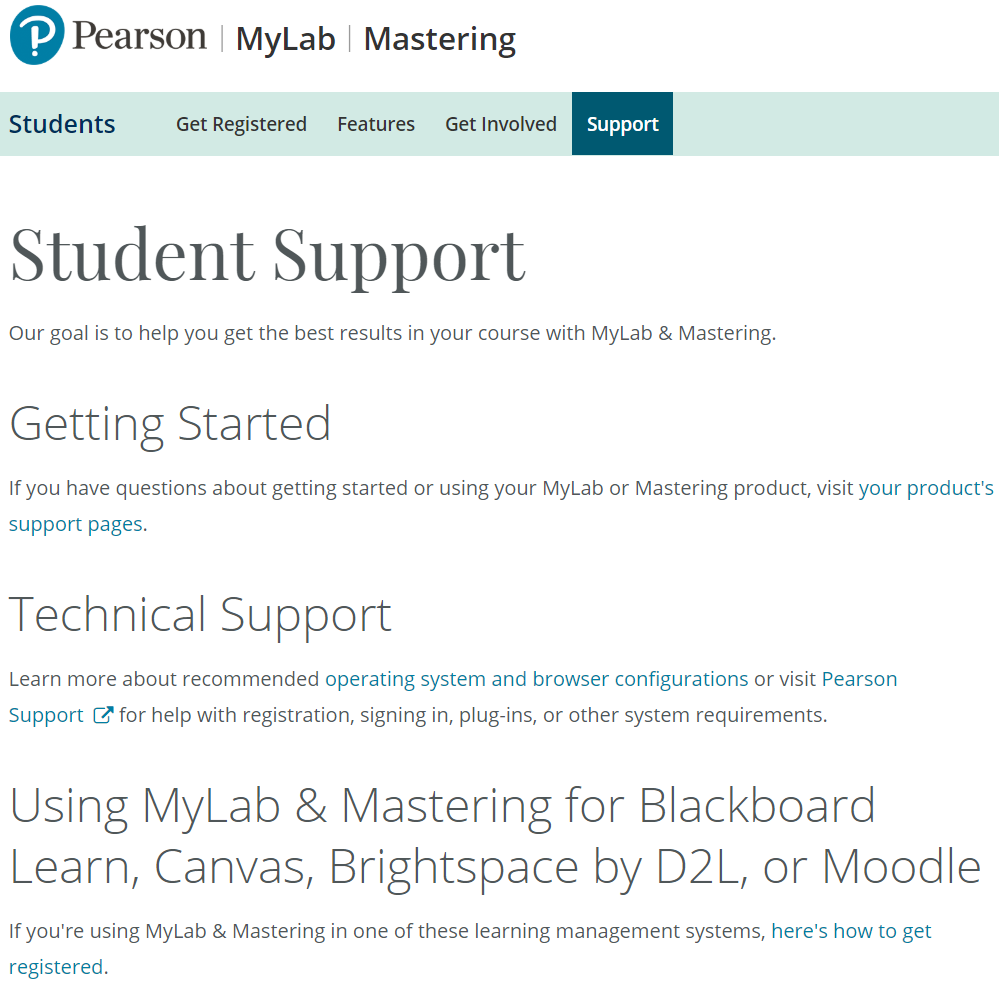 Pearson | MyLab | Mastering
Students Get Registered Features Get Involved Support
Student Support
Our goal is to help you get the best results in your course with MyLab & Mastering.
Getting Started
If you have questions about getting started or using your MyLab or Mastering product, visit your product's
support pages.
Technical Support
Learn more about recommended operating system and browser configurations or visit Pearson
Support for help with registration, signing in, plug-ins, or other system requirements.
Using MyLab & Mastering for Blackboard
Learn, Canvas, Brightspace by D2L, or Moodle
If you're using MyLab & Mastering in one of these learning management systems, here's how to get
registered.